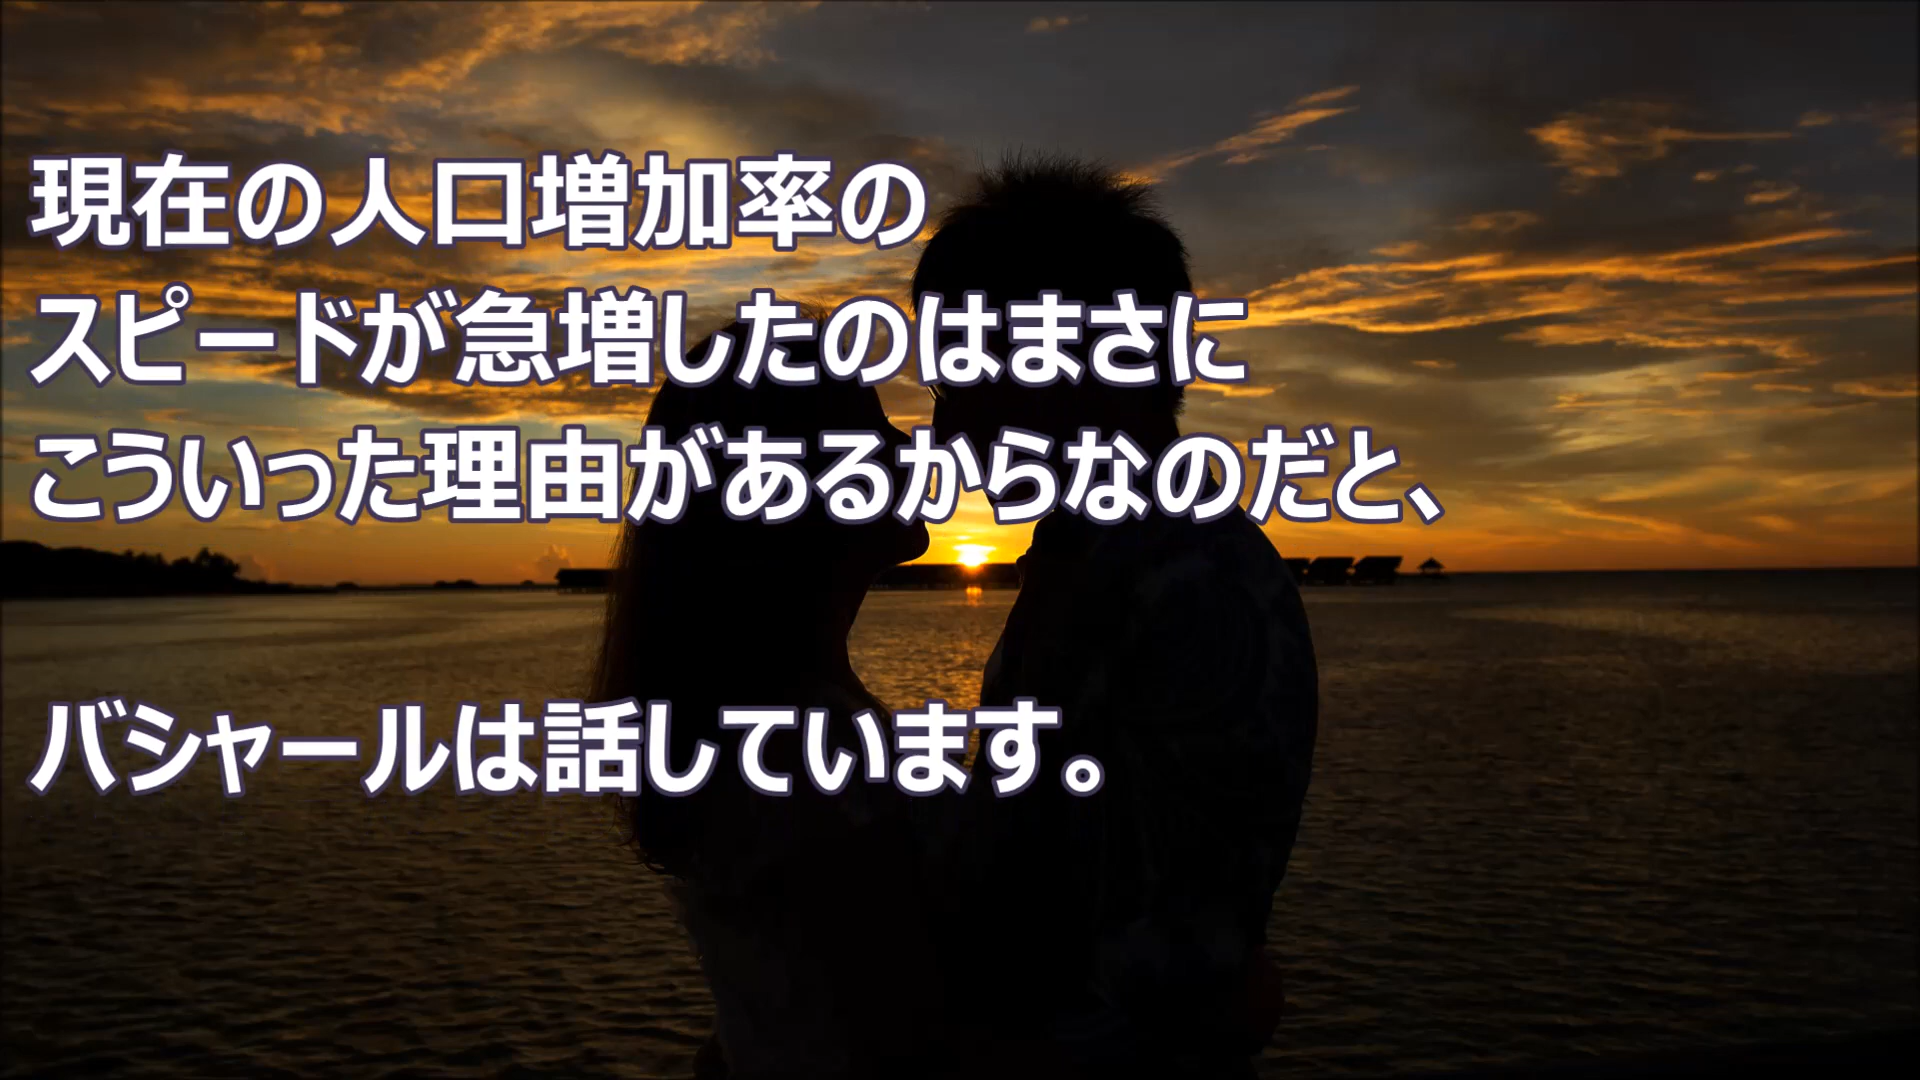 現在の人口増加率の
スピードが急増したのはまさに
こういった理由があるからなのだと、
バシャールは話しています。